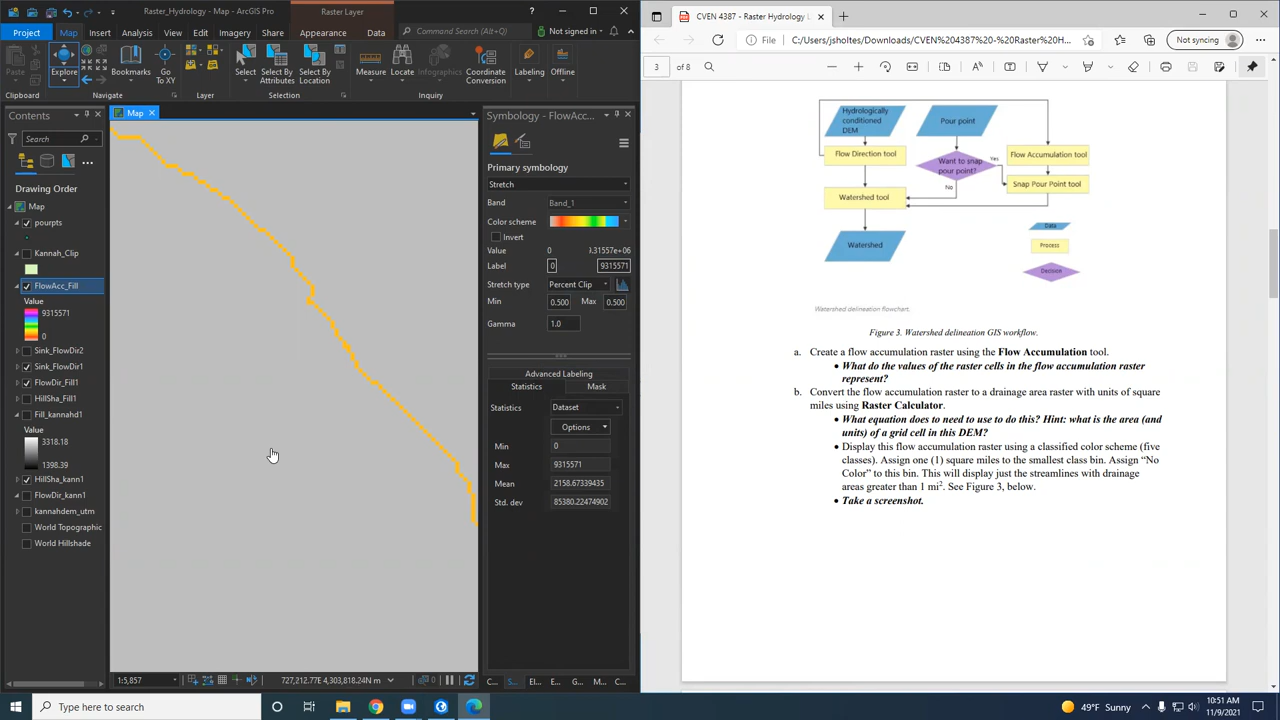 Raster_Hydrology - Map - ArcGIS Pro
Raster Layer
Project Map Insert Analysis View Edit Imagery Share Appearance Data
Command Search (Alt+Q)
Not signed in
Paste
Explore
Bookmarks
Go To XY
Select
Select By Attributes
Select By Location
Measure
Locate
Infographics
Coordinate Conversion
Labeling
Offline
Clipboard
Navigate
Layer
Selection
Inquiry
Contents
Search
Drawing Order
Map
pourpts
Kannah_Clip
FlowAcc_Fill
Value
9315571
0
Sink_FlowDir2
Sink_FlowDir1
FlowDir_Fill1
HillSha_Fill1
Fill_kannahd1
Value
3318.18
1398.39
HillSha_kann1
FlowDir_kann1
kannahdem_utm
World Topographic
World Hillshade
Map
1:5,857
727,212.77E 4,303,818.24N m
0
Symbology - FlowAcc...
Primary symbology
Stretch
Band Band_1
Color scheme
Invert
Value 0 9.31557e+06
Label 0 9315571
Stretch type Percent Clip
Min 0.500 Max 0.500
Gamma 1.0
Advanced Labeling
Statistics Mask
Statistics Dataset
Options
Min 0
Max 9315571
Mean 2158.67339435
Std. dev 85380.22474902
C... S... El... E... G... M... C...
CVEN 4387 - Raster Hydrology L
File C:/Users/jsholtes/Downloads/CVEN%204387%20-%20Raster%20H...
Not syncing
3 of 8
Hydrologically conditioned DEM
Pour point
Flow Direction tool
Want to snap pour point?
Yes
Flow Accumulation tool
No
Snap Pour Point tool
Watershed tool
Data
Watershed
Process
Decision
Watershed delineation flowchart.
Figure 3. Watershed delineation GIS workflow.
a. Create a flow accumulation raster using the Flow Accumulation tool.
• What do the values of the raster cells in the flow accumulation raster
represent?
b. Convert the flow accumulation raster to a drainage area raster with units of square
miles using Raster Calculator.
• What equation does to need to use to do this? Hint: what is the area (and
units) of a grid cell in this DEM?
• Display this flow accumulation raster using a classified color scheme (five
classes). Assign one (1) square miles to the smallest class bin. Assign “No
Color” to this bin. This will display just the streamlines with drainage
areas greater than 1 mi². See Figure 3, below.
• Take a screenshot.
Type here to search
49°F Sunny
10:51 AM
11/9/2021